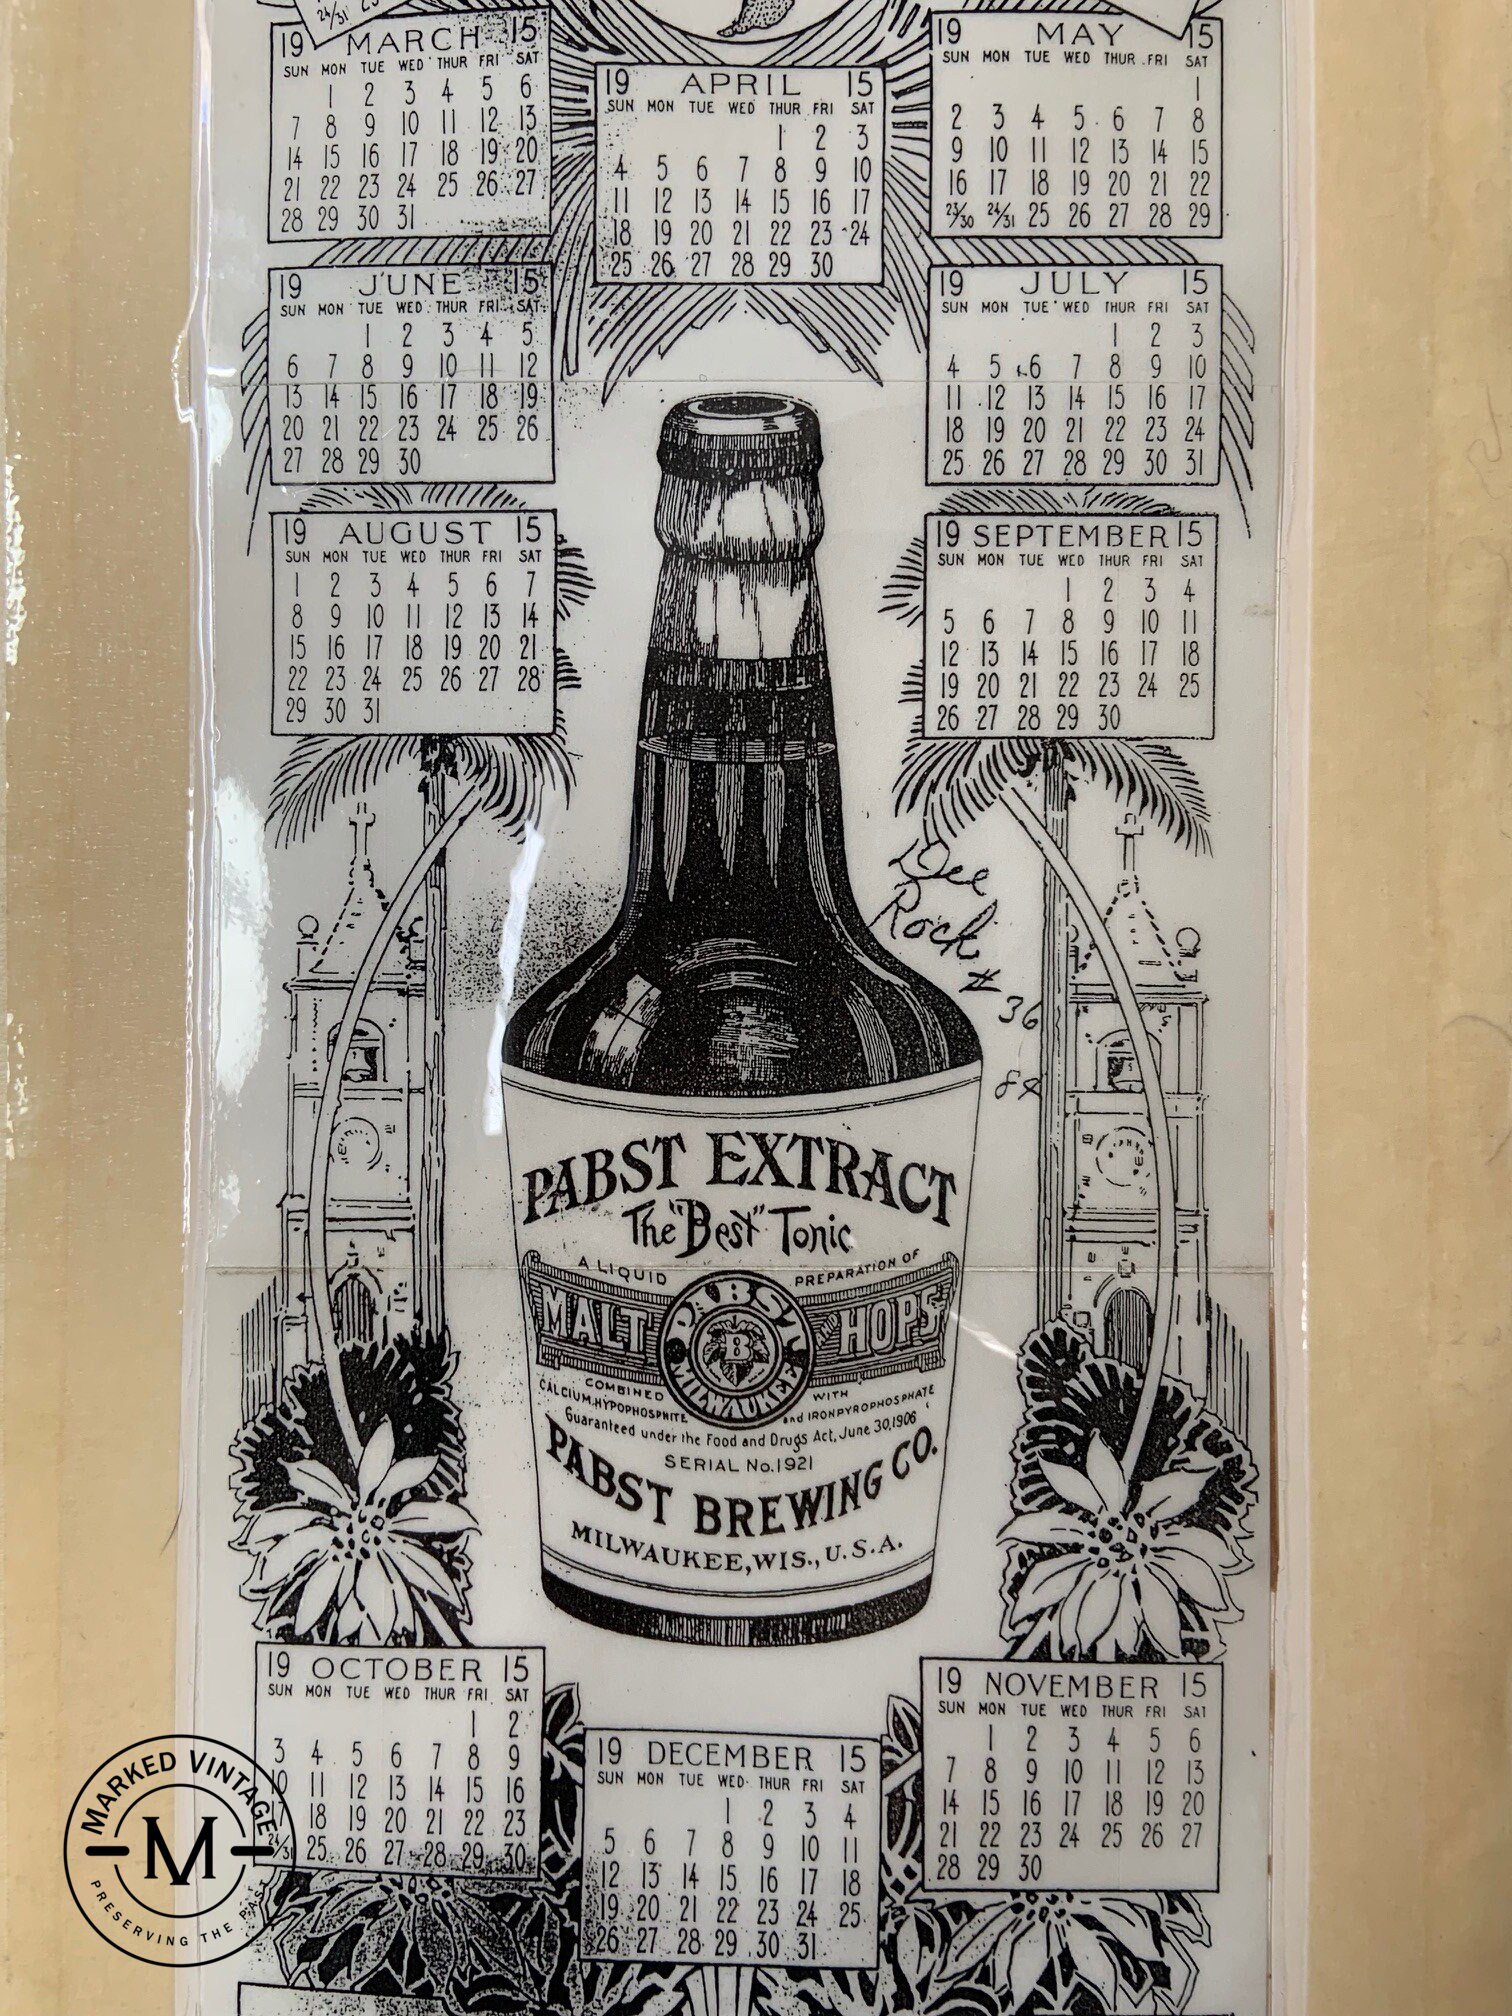 24/31 25
19 MARCH 15
SUN MON TUE WED THUR FRI SAT
1 2 3 4 5 6
7 8 9 10 11 12 13
14 15 16 17 18 19 20
21 22 23 24 25 26 27
28 29 30 31
19 APRIL 15
SUN MON TUE WED THUR FRI SAT
1 2 3
4 5 6 7 8 9 10
11 12 13 14 15 16 17
18 19 20 21 22 23 24
25 26 27 28 29 30
19 MAY 15
SUN MON TUE WED THUR FRI SAT
1
2 3 4 5 6 7 8
9 10 11 12 13 14 15
16 17 18 19 20 21 22
23/30 24/31 25 26 27 28 29
19 JUNE 15
SUN MON TUE WED THUR FRI SAT
1 2 3 4 5
6 7 8 9 10 11 12
13 14 15 16 17 18 19
20 21 22 23 24 25 26
27 28 29 30
19 JULY 15
SUN MON TUE WED THUR FRI SAT
1 2 3
4 5 6 7 8 9 10
11 12 13 14 15 16 17
18 19 20 21 22 23 24
25 26 27 28 29 30 31
19 AUGUST 15
SUN MON TUE WED THUR FRI SAT
1 2 3 4 5 6 7
8 9 10 11 12 13 14
15 16 17 18 19 20 21
22 23 24 25 26 27 28
29 30 31
19 SEPTEMBER 15
SUN MON TUE WED THUR FRI SAT
1 2 3 4
5 6 7 8 9 10 11
12 13 14 15 16 17 18
19 20 21 22 23 24 25
26 27 28 29 30
Dee
Rock #
36
84
PABST EXTRACT
The "Best" Tonic
A LIQUID PREPARATION OF
MALT AND HOPS
PABST MILWAUKEE
B
COMBINED WITH
CALCIUM, HYPOPHOSPHITE and IRONPYROPHOSPHATE
Guaranteed under the Food and Drugs Act, June 30, 1906
SERIAL No. 1921
PABST BREWING CO.
MILWAUKEE, WIS., U.S.A.
19 OCTOBER 15
SUN MON TUE WED THUR FRI SAT
1 2
3 4 5 6 7 8 9
10 11 12 13 14 15 16
17 18 19 20 21 22 23
24/31 25 26 27 28 29 30
19 DECEMBER 15
SUN MON TUE WED THUR FRI SAT
1 2 3 4
5 6 7 8 9 10 11
12 13 14 15 16 17 18
19 20 21 22 23 24 25
26 27 28 29 30 31
19 NOVEMBER 15
SUN MON TUE WED THUR FRI SAT
1 2 3 4 5 6
7 8 9 10 11 12 13
14 15 16 17 18 19 20
21 22 23 24 25 26 27
28 29 30
MARKED VINTAGE
M
PRESERVING THE PAST